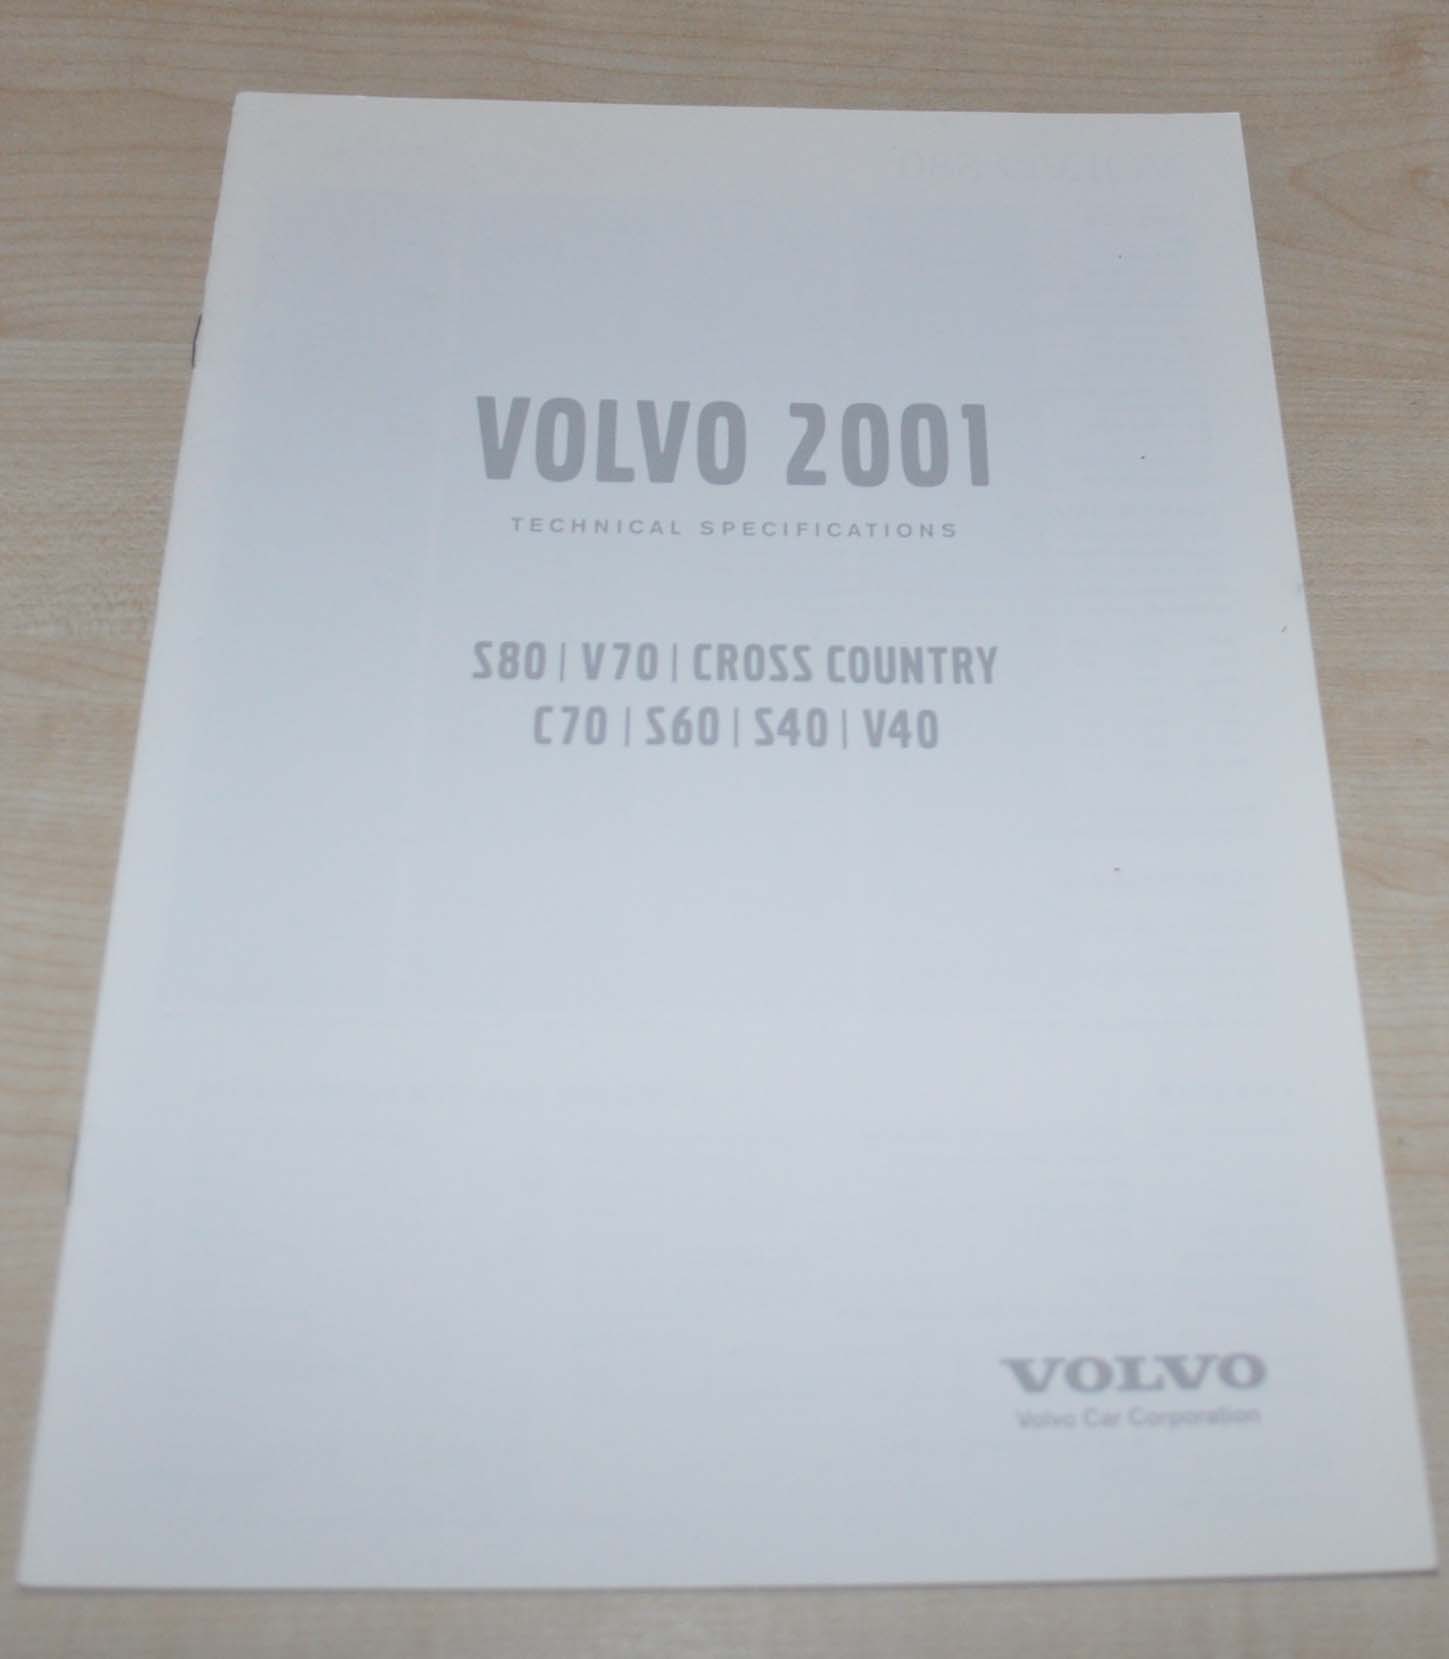 VOLVO 2001
TECHNICAL SPECIFICATIONS
S80 | V70 | CROSS COUNTRY
C70 | S60 | S40 | V40
VOLVO
Volvo Car Corporation